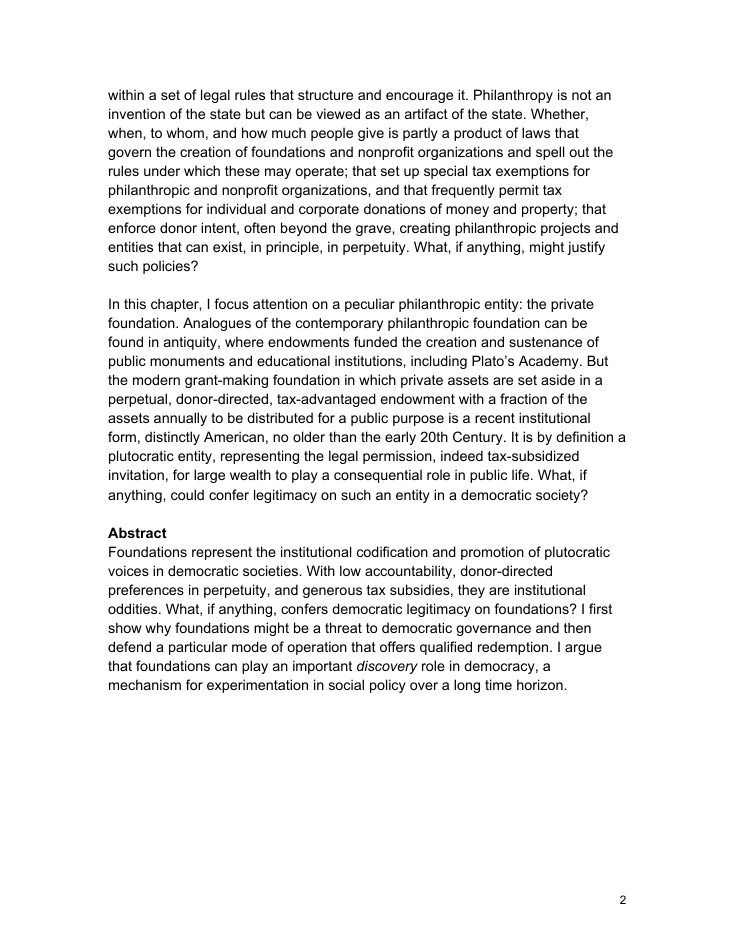 within a set of legal rules that structure and encourage it. Philanthropy is not an
invention of the state but can be viewed as an artifact of the state. Whether,
when, to whom, and how much people give is partly a product of laws that
govern the creation of foundations and nonprofit organizations and spell out the
rules under which these may operate; that set up special tax exemptions for
philanthropic and nonprofit organizations, and that frequently permit tax
exemptions for individual and corporate donations of money and property; that
enforce donor intent, often beyond the grave, creating philanthropic projects and
entities that can exist, in principle, in perpetuity. What, if anything, might justify
such policies?
In this chapter, I focus attention on a peculiar philanthropic entity: the private
foundation. Analogues of the contemporary philanthropic foundation can be
found in antiquity, where endowments funded the creation and sustenance of
public monuments and educational institutions, including Plato’s Academy. But
the modern grant-making foundation in which private assets are set aside in a
perpetual, donor-directed, tax-advantaged endowment with a fraction of the
assets annually to be distributed for a public purpose is a recent institutional
form, distinctly American, no older than the early 20th Century. It is by definition a
plutocratic entity, representing the legal permission, indeed tax-subsidized
invitation, for large wealth to play a consequential role in public life. What, if
anything, could confer legitimacy on such an entity in a democratic society?
Abstract
Foundations represent the institutional codification and promotion of plutocratic
voices in democratic societies. With low accountability, donor-directed
preferences in perpetuity, and generous tax subsidies, they are institutional
oddities. What, if anything, confers democratic legitimacy on foundations? I first
show why foundations might be a threat to democratic governance and then
defend a particular mode of operation that offers qualified redemption. I argue
that foundations can play an important discovery role in democracy, a
mechanism for experimentation in social policy over a long time horizon.
2